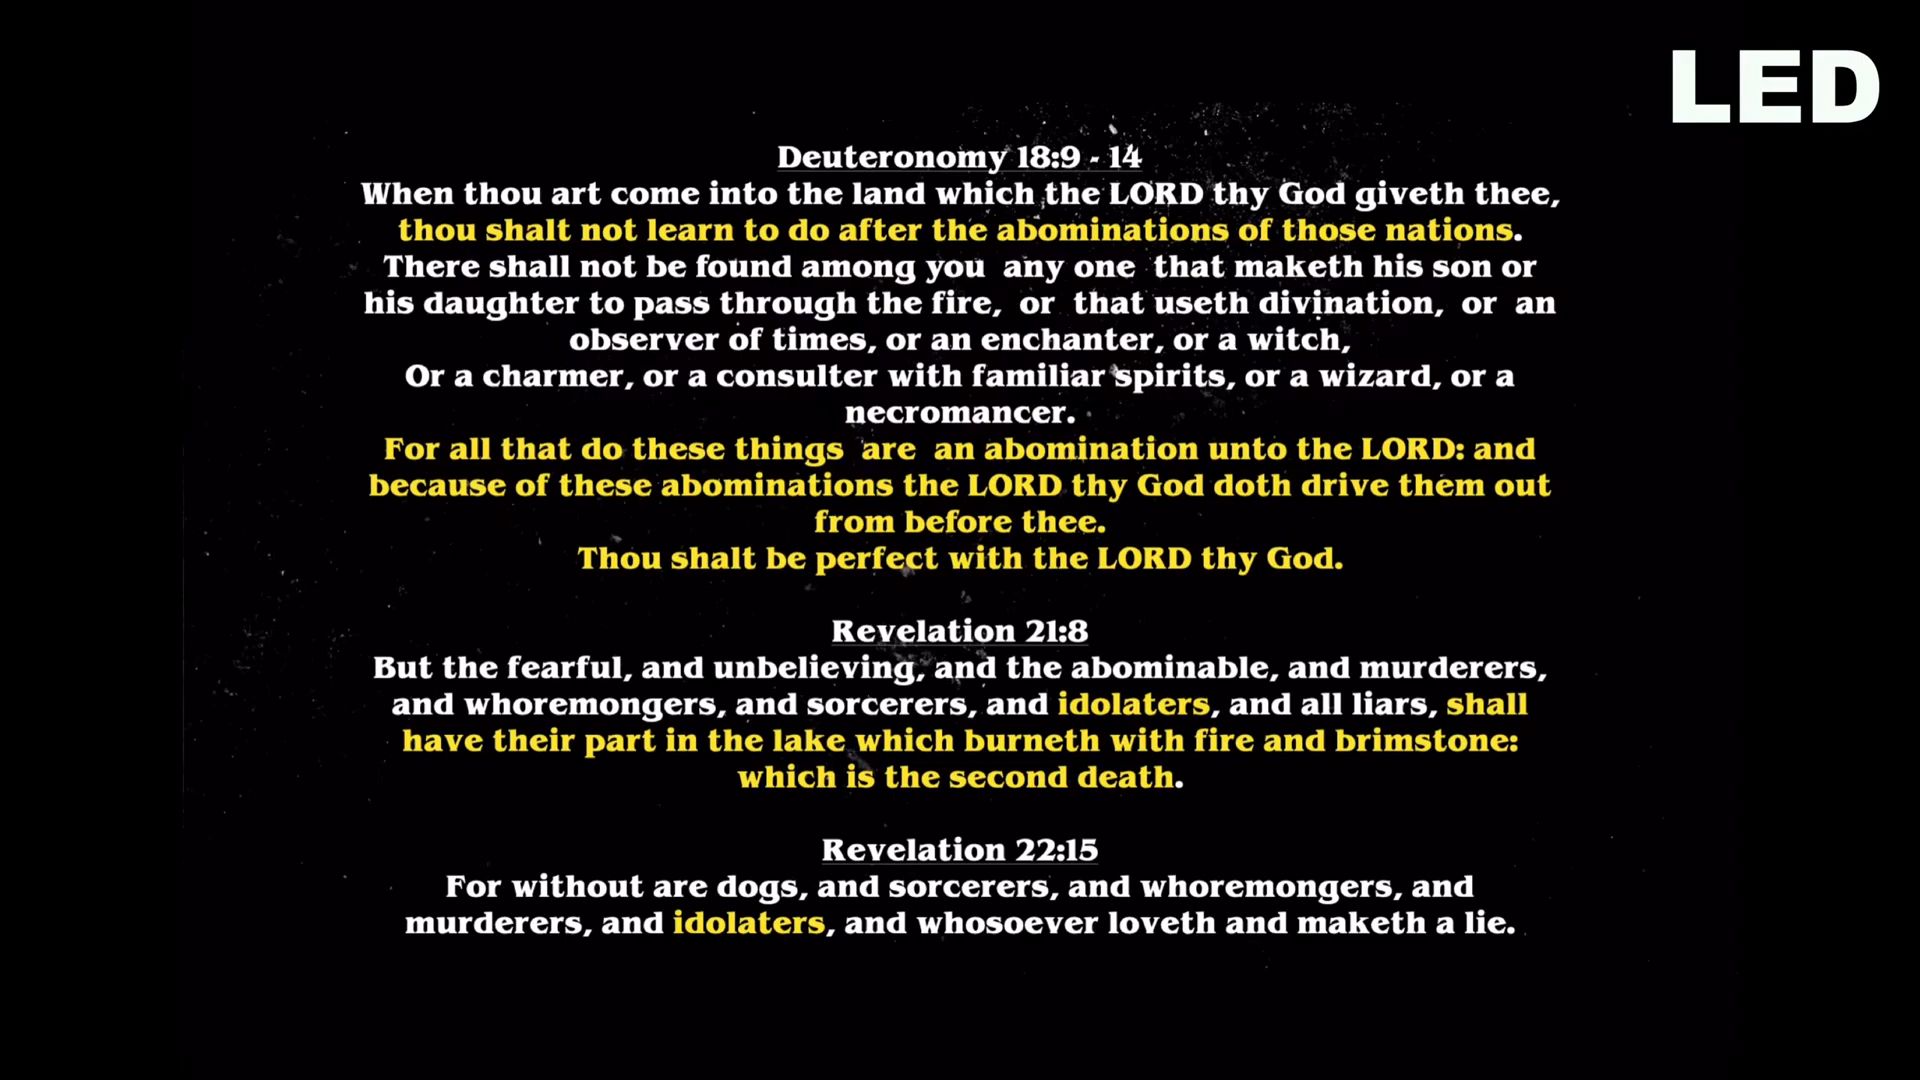 LED
Deuteronomy 18:9 - 14
When thou art come into the land which the LORD thy God giveth thee,
thou shalt not learn to do after the abominations of those nations.
There shall not be found among you any one that maketh his son or
his daughter to pass through the fire, or that useth divination, or an
observer of times, or an enchanter, or a witch,
Or a charmer, or a consulter with familiar spirits, or a wizard, or a
necromancer.
For all that do these things are an abomination unto the LORD: and
because of these abominations the LORD thy God doth drive them out
from before thee.
Thou shalt be perfect with the LORD thy God.
Revelation 21:8
But the fearful, and unbelieving, and the abominable, and murderers,
and whoremongers, and sorcerers, and idolaters, and all liars, shall
have their part in the lake which burneth with fire and brimstone:
which is the second death.
Revelation 22:15
For without are dogs, and sorcerers, and whoremongers, and
murderers, and idolaters, and whosoever loveth and maketh a lie.